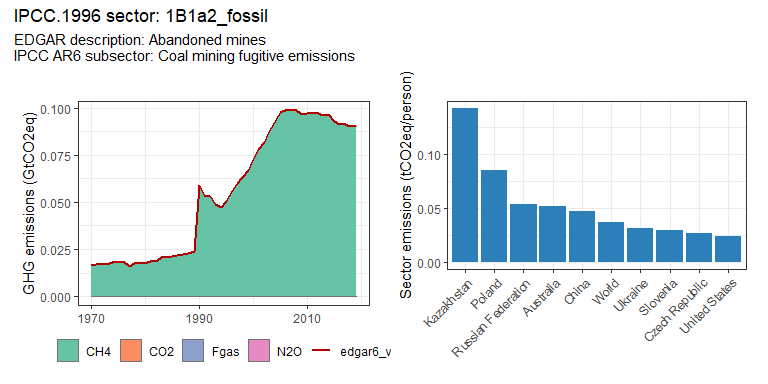 IPCC.1996 sector: 1B1a2_fossil
EDGAR description: Abandoned mines
IPCC AR6 subsector: Coal mining fugitive emissions
GHG emissions (GtCO2eq)
0.100
0.075
0.050
0.025
0.000
1970
1990
2010
CH4
CO2
Fgas
N2O
edgar6_v
Sector emissions (tCO2eq/person)
0.10
0.05
0.00
Kazakhstan
Poland
Russian Federation
Australia
China
World
Ukraine
Slovenia
Czech Republic
United States